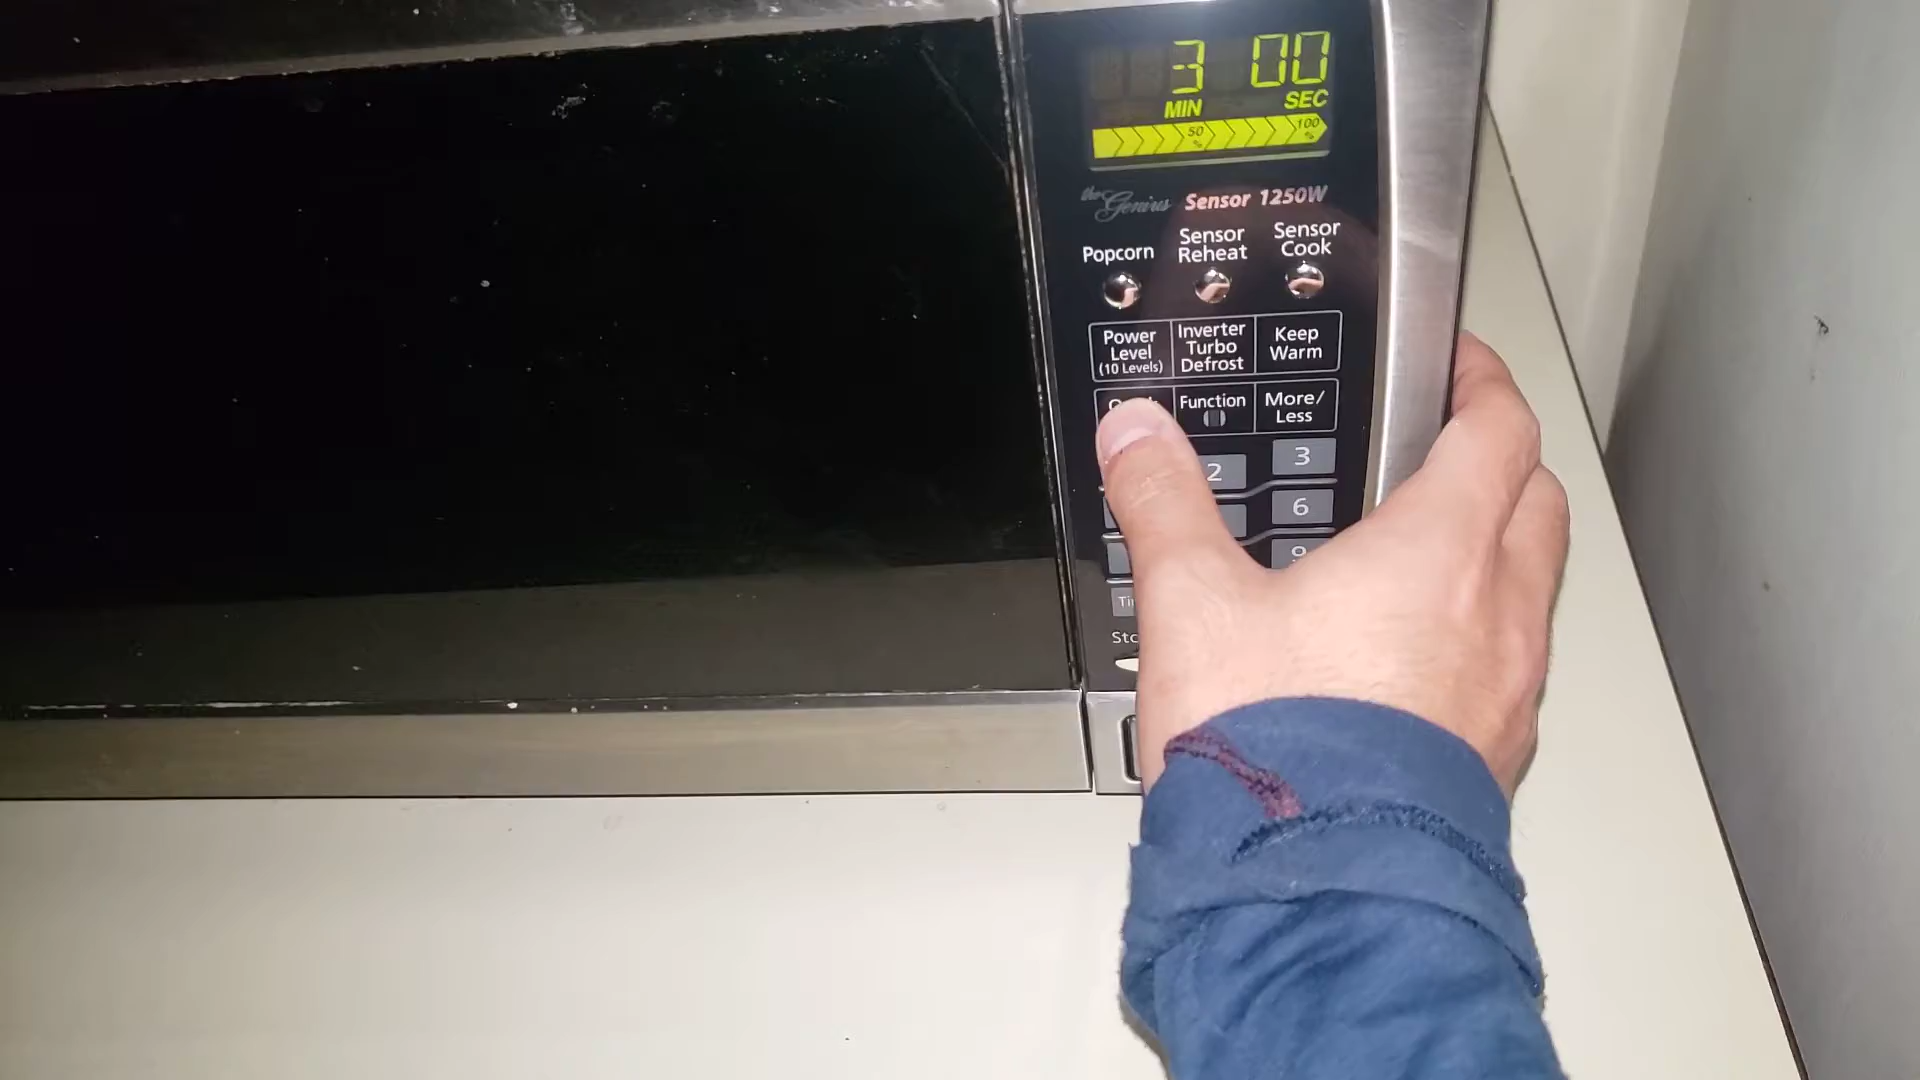 3 00
MIN SEC
50 % 100 %
the Genius Sensor 1250W
Popcorn
Sensor
Reheat
Sensor
Cook
Power
Level
(10 Levels)
Inverter
Turbo
Defrost
Keep
Warm
Function
More/
Less
2
3
6
9